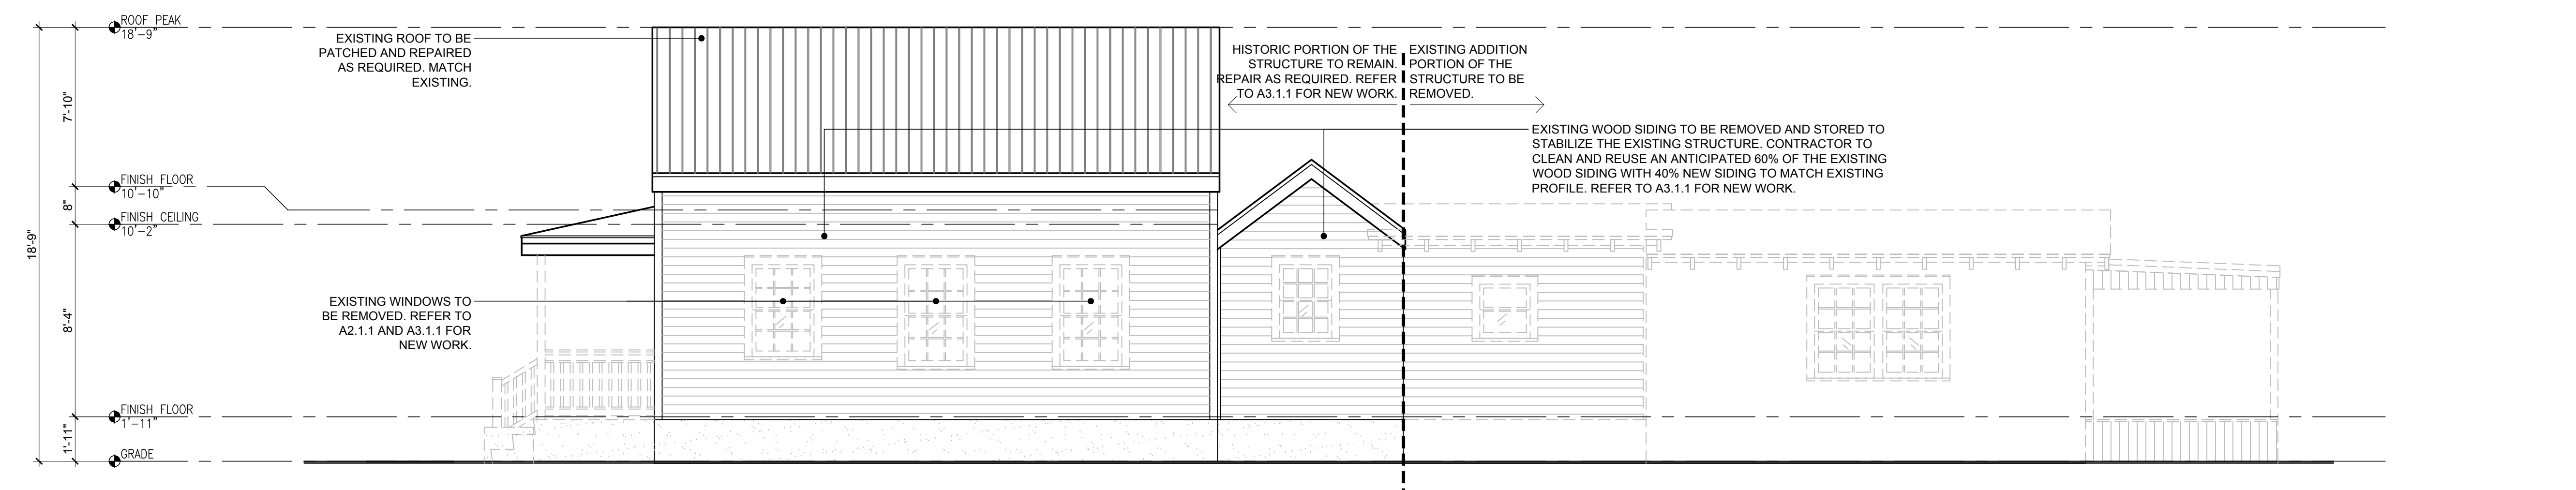 ROOF PEAK
18'-9"
EXISTING ROOF TO BE
PATCHED AND REPAIRED
AS REQUIRED. MATCH
EXISTING.
HISTORIC PORTION OF THE
STRUCTURE TO REMAIN.
REPAIR AS REQUIRED. REFER
TO A3.1.1 FOR NEW WORK.
EXISTING ADDITION
PORTION OF THE
STRUCTURE TO BE
REMOVED.
EXISTING WOOD SIDING TO BE REMOVED AND STORED TO
STABILIZE THE EXISTING STRUCTURE. CONTRACTOR TO
CLEAN AND REUSE AN ANTICIPATED 60% OF THE EXISTING
WOOD SIDING WITH 40% NEW SIDING TO MATCH EXISTING
PROFILE. REFER TO A3.1.1 FOR NEW WORK.
7'-10"
FINISH FLOOR
10'-10"
8"
FINISH CEILING
10'-2"
18'-9"
EXISTING WINDOWS TO
BE REMOVED. REFER TO
A2.1.1 AND A3.1.1 FOR
NEW WORK.
8'-4"
FINISH FLOOR
1'-11"
1'-11"
GRADE